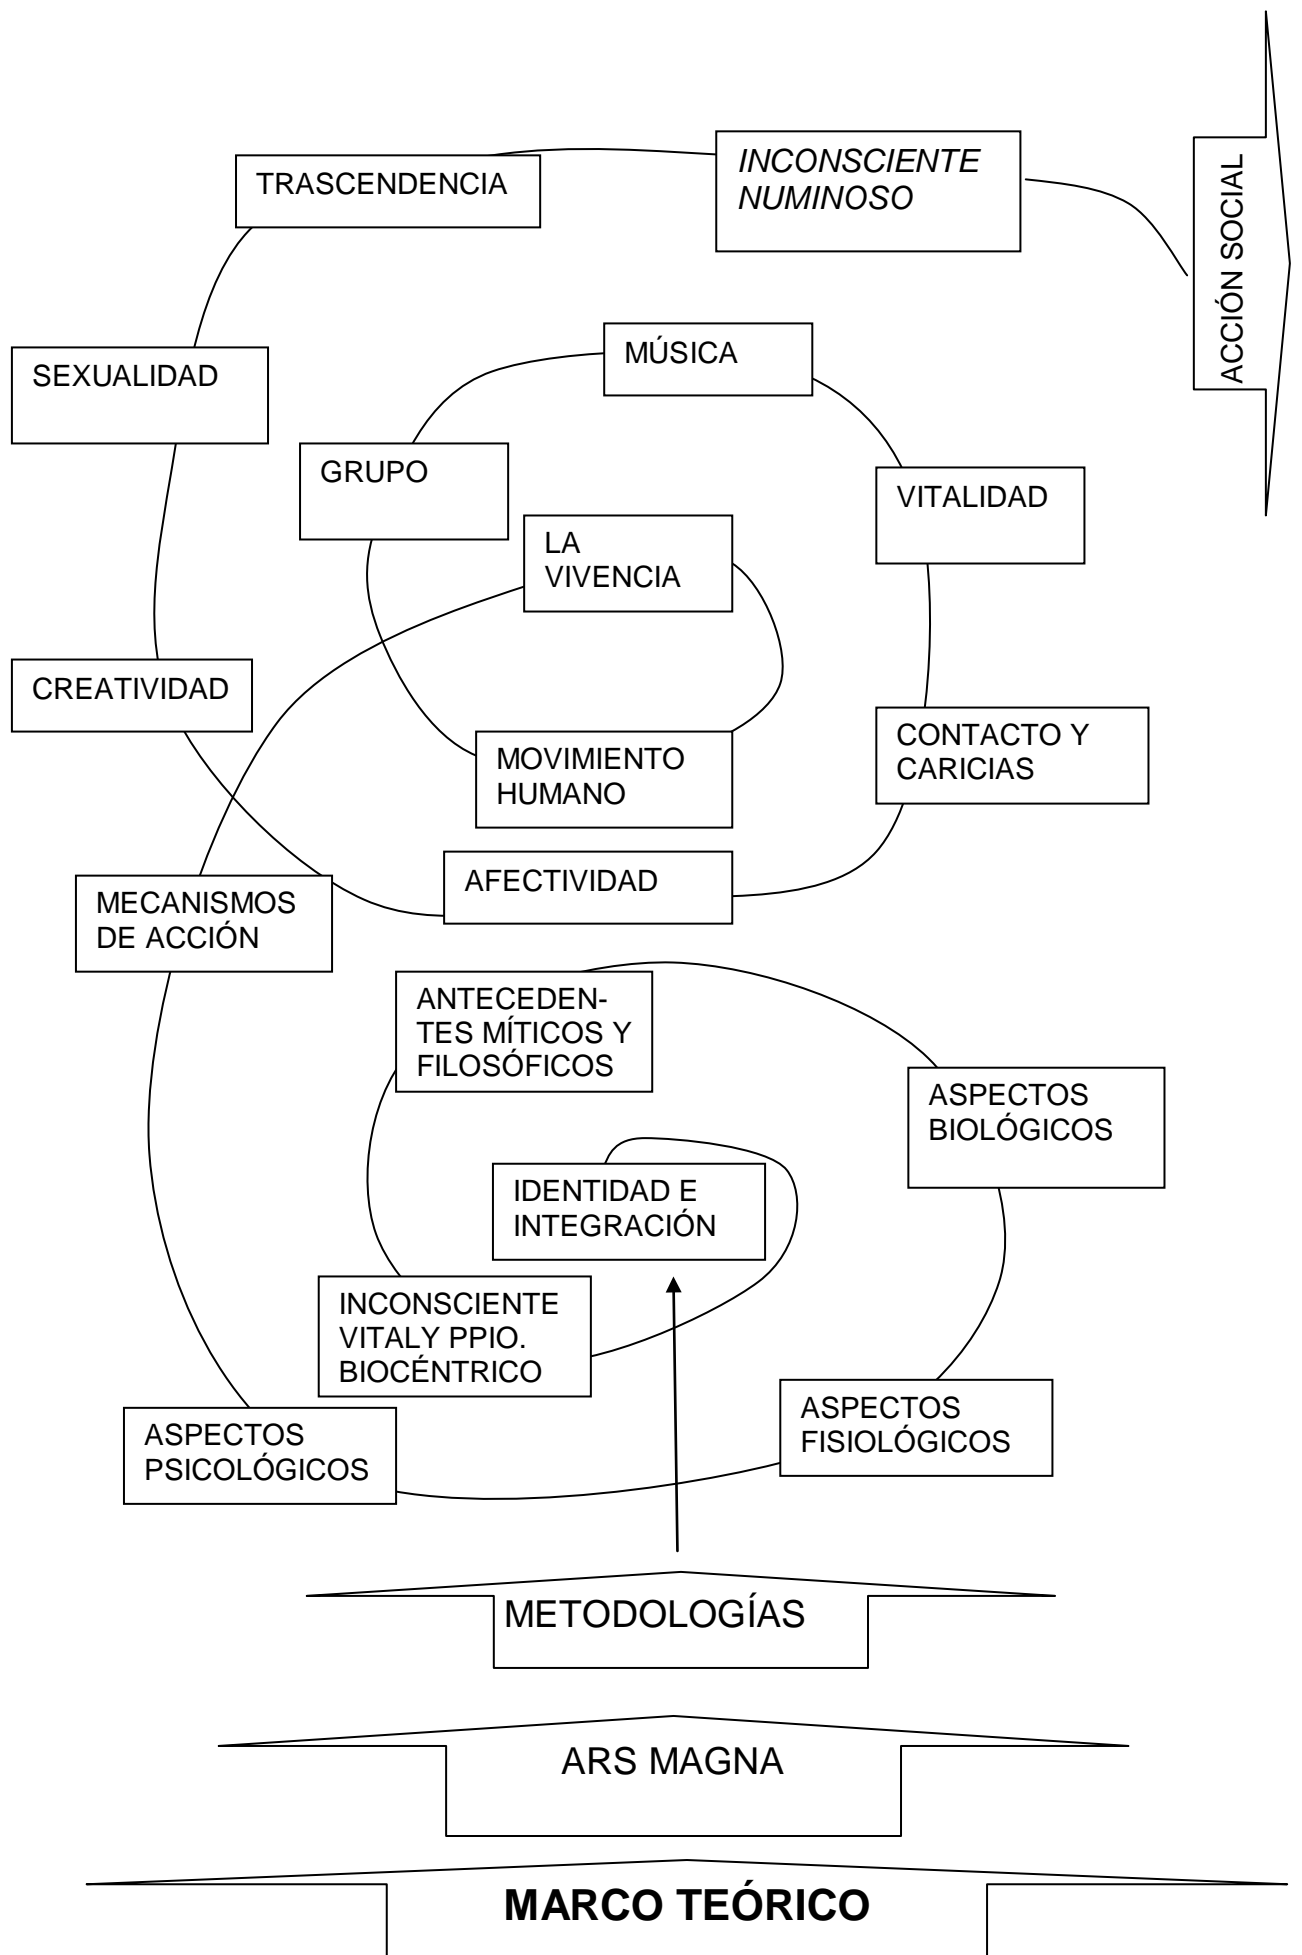 TRASCENDENCIA
INCONSCIENTE
NUMINOSO
ACCIÓN SOCIAL
SEXUALIDAD
MÚSICA
GRUPO
VITALIDAD
LA
VIVENCIA
CREATIVIDAD
MOVIMIENTO
HUMANO
CONTACTO Y
CARICIAS
AFECTIVIDAD
MECANISMOS
DE ACCIÓN
ANTECEDEN-
TES MÍTICOS Y
FILOSÓFICOS
ASPECTOS
BIOLÓGICOS
IDENTIDAD E
INTEGRACIÓN
INCONSCIENTE
VITALY PPIO.
BIOCÉNTRICO
ASPECTOS
FISIOLÓGICOS
ASPECTOS
PSICOLÓGICOS
METODOLOGÍAS
ARS MAGNA
MARCO TEÓRICO